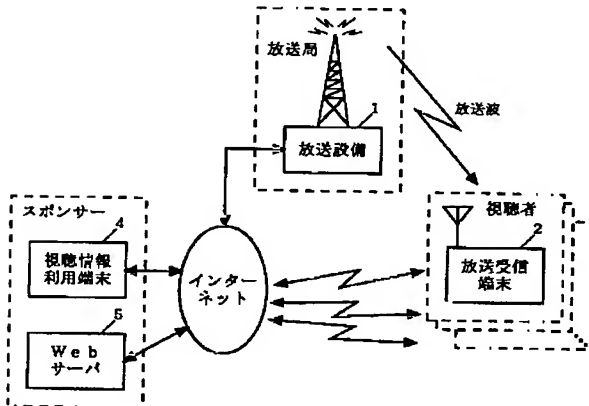 放送局
1
放送設備
放送波
スポンサー
4
視聴情報
利用端末
5
Web
サーバ
インター
ネット
視聴者
2
放送受信
端末